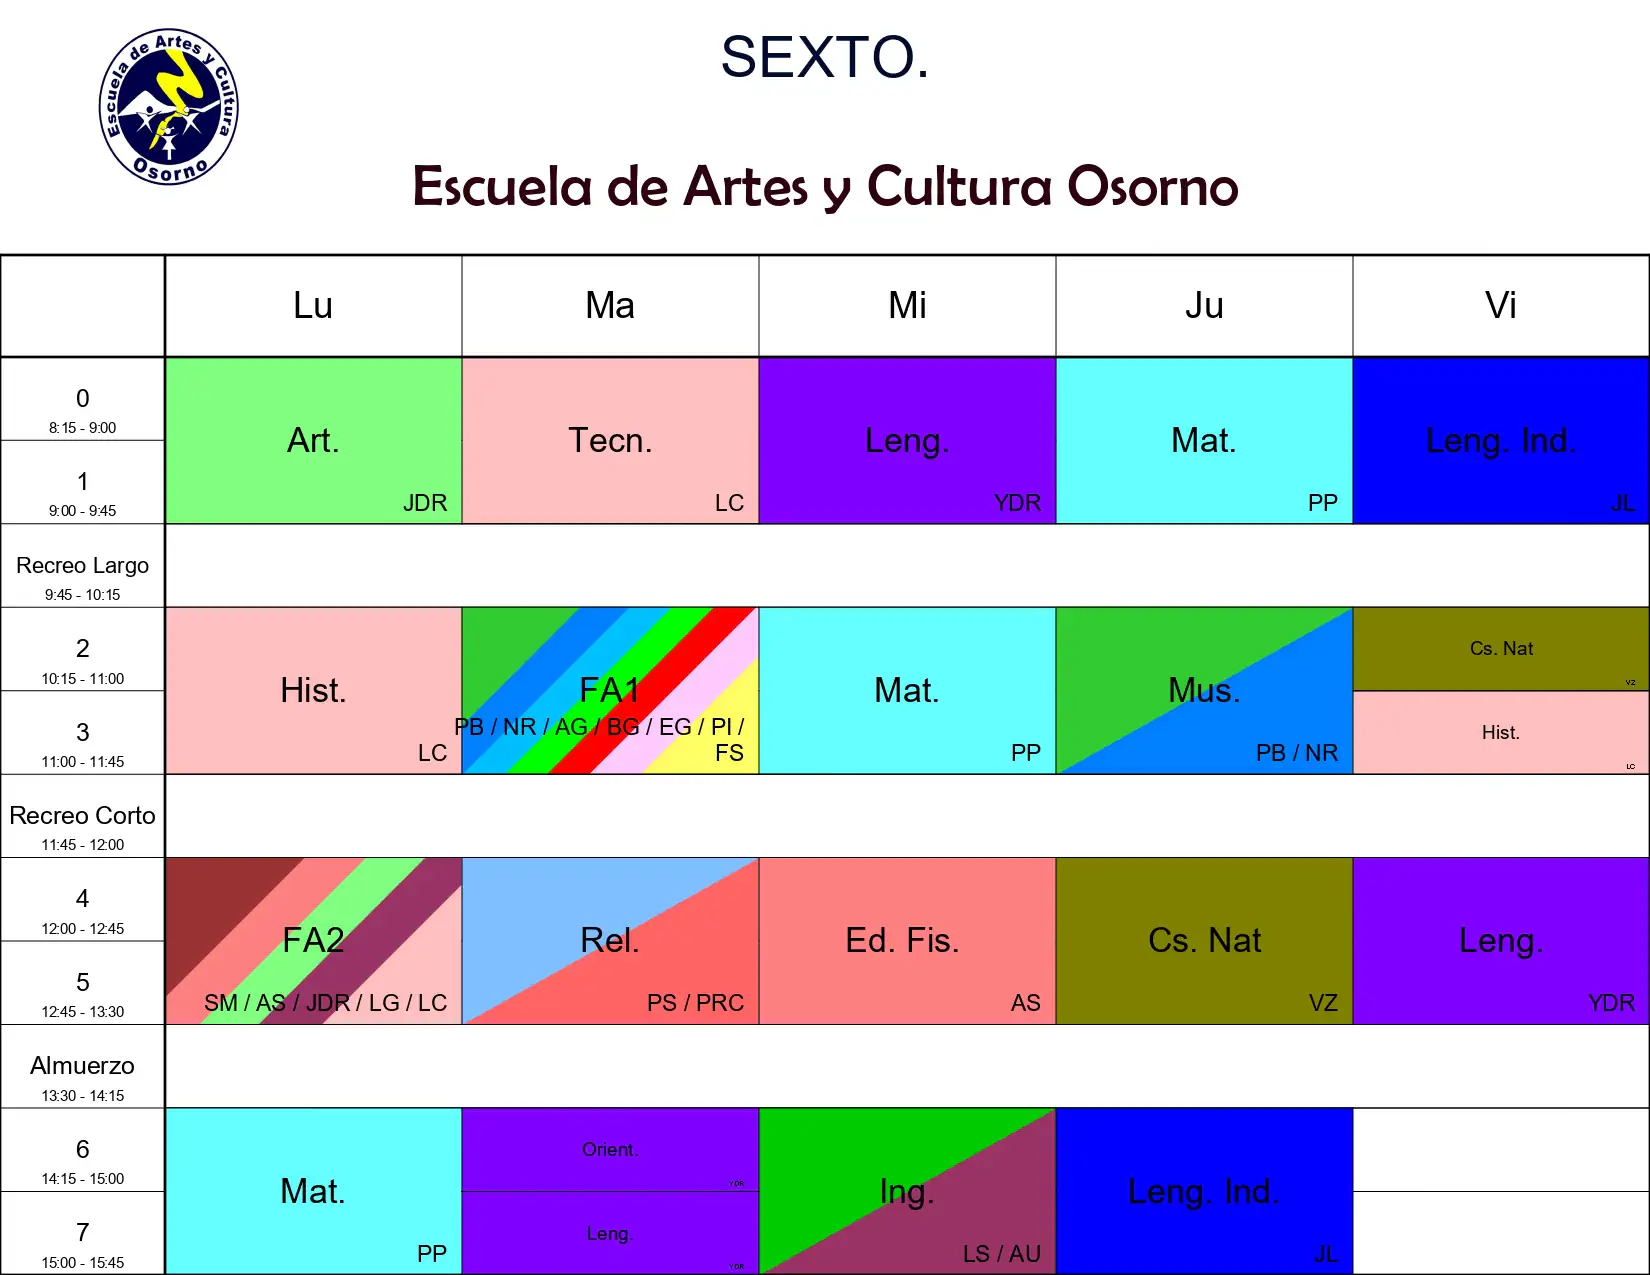 Escuela de Artes y Cultura
Osorno
SEXTO.
Escuela de Artes y Cultura Osorno
Lu Ma Mi Ju Vi
0
8:15 - 9:00
Art. Tecn. Leng. Mat. Leng. Ind.
1
JDR LC YDR PP JL
9:00 - 9:45
Recreo Largo
9:45 - 10:15
2 Cs. Nat
10:15 - 11:00 VZ
Hist. FA1 Mat. Mus.
PB / NR / AG / BG / EG / PI /
3 Hist.
LC FS PP PB / NR
11:00 - 11:45 LC
Recreo Corto
11:45 - 12:00
4
12:00 - 12:45
FA2 Rel. Ed. Fis. Cs. Nat Leng.
5
SM / AS / JDR / LG / LC PS / PRC AS VZ YDR
12:45 - 13:30
Almuerzo
13:30 - 14:15
6 Orient.
14:15 - 15:00 YDR
Mat. Ing. Leng. Ind.
7 Leng.
PP LS / AU JL
15:00 - 15:45 YDR